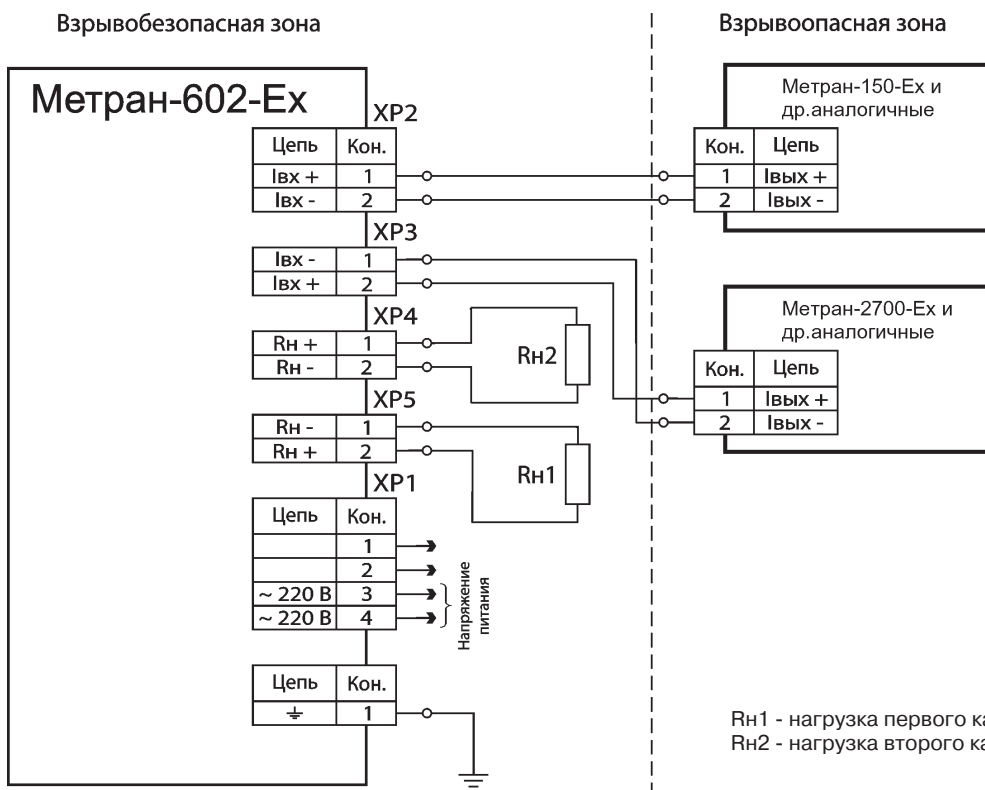 Взрывобезопасная зона
Взрывоопасная зона
Метран-602-Ex
XP2
Цепь Кон.
Iвх + 1
Iвх - 2
XP3
Iвх - 1
Iвх + 2
XP4
Rн + 1
Rн - 2
Rн2
XP5
Rн - 1
Rн + 2
Rн1
XP1
Цепь Кон.
1
2
~ 220 В 3
~ 220 В 4
Напряжение
питания
Цепь Кон.
1
Метран-150-Ex и
др.аналогичные
Кон. Цепь
1 Iвых +
2 Iвых -
Метран-2700-Ex и
др.аналогичные
Кон. Цепь
1 Iвых +
2 Iвых -
Rн1 - нагрузка первого
Rн2 - нагрузка второго